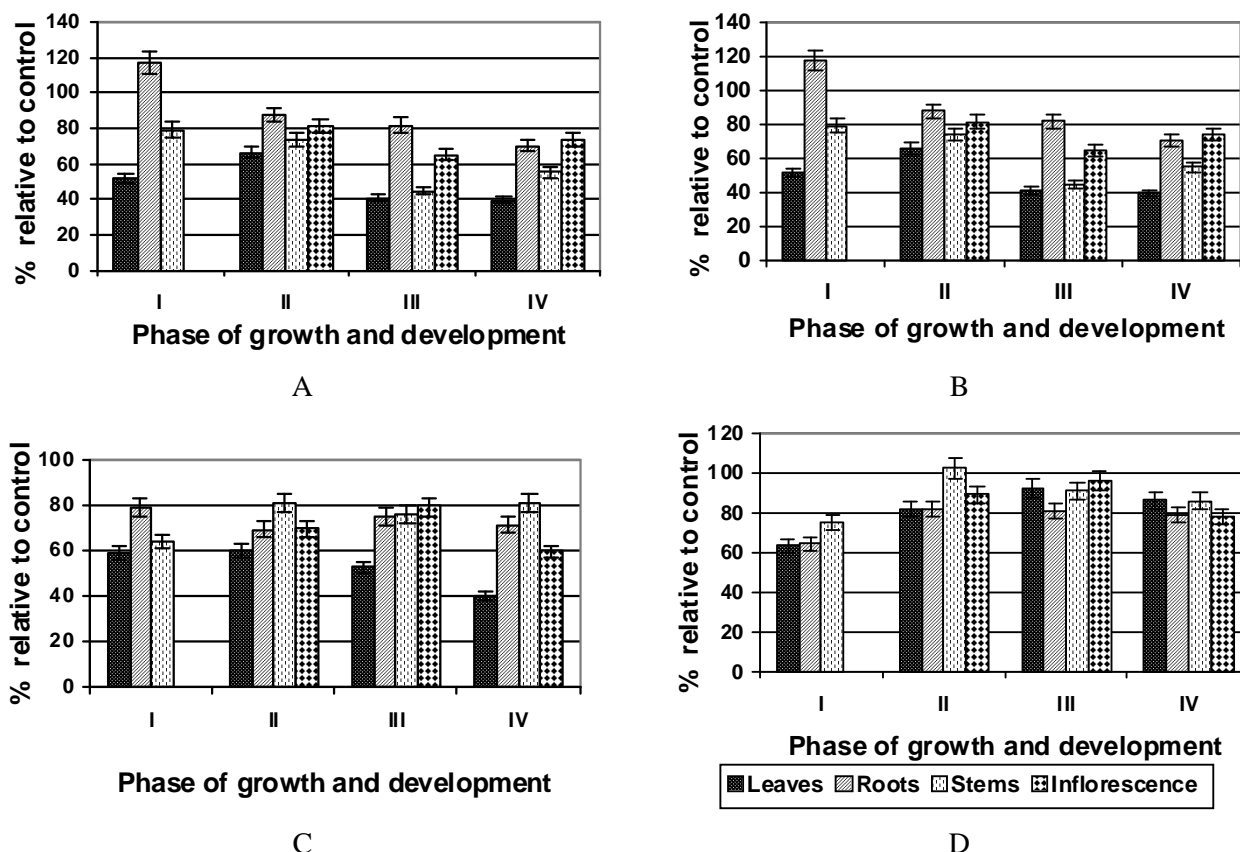 140
120
100
80
60
40
20
0
% relative to control
I II III IV
Phase of growth and development
A
140
120
100
80
60
40
20
0
% relative to control
I II III IV
Phase of growth and development
B
100
80
60
40
20
0
% relative to control
I II III IV
Phase of growth and development
C
120
100
80
60
40
20
0
% relative to control
I II III IV
Phase of growth and development
Leaves Roots Stems Inflorescence
D